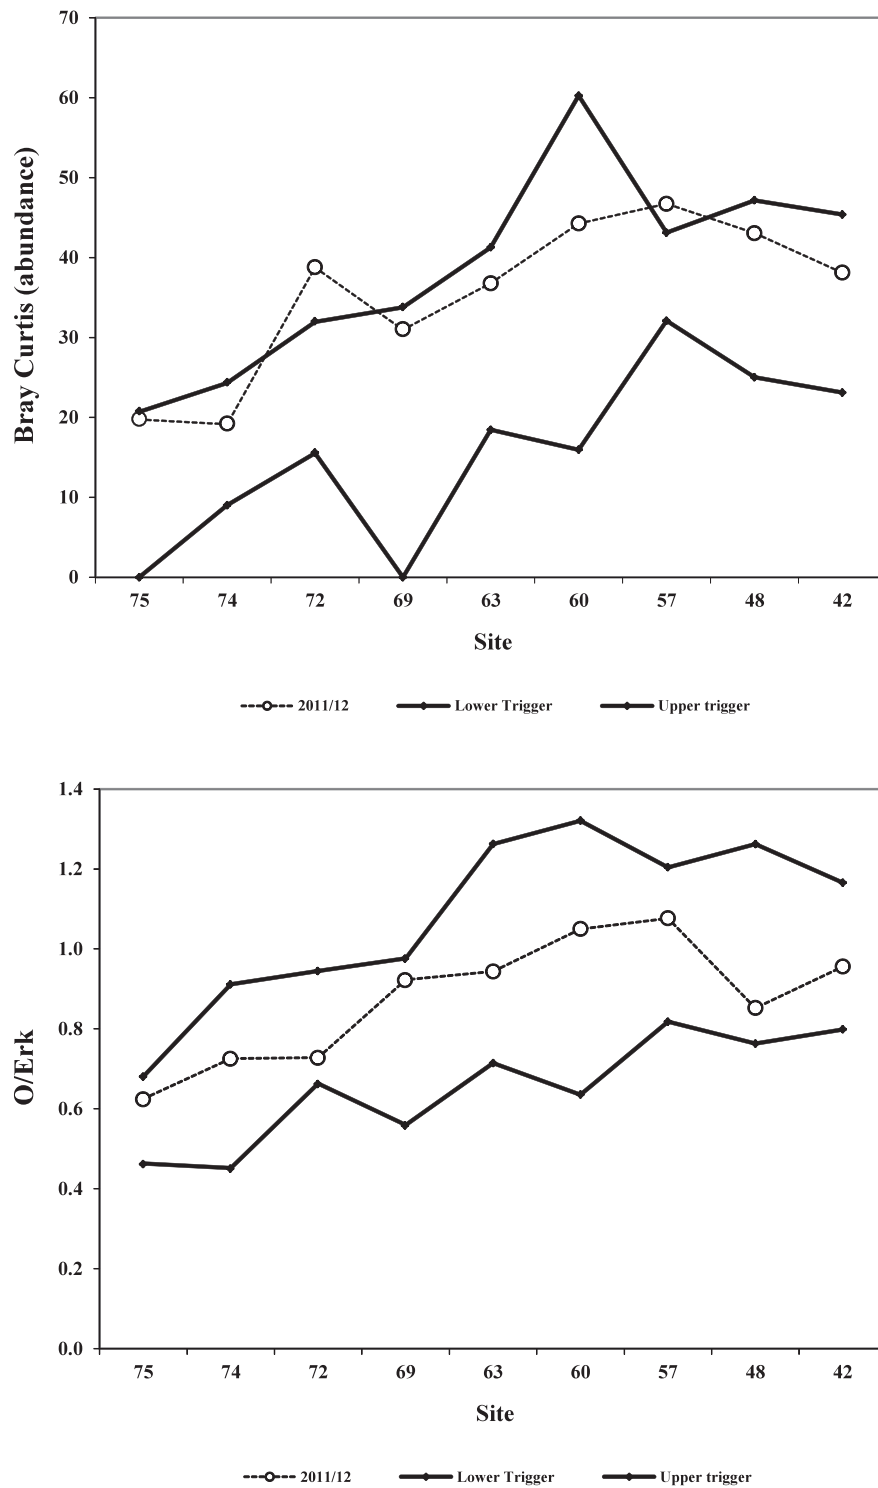 70
60
50
40
30
20
10
0
Bray Curtis (abundance)
75 74 72 69 63 60 57 48 42
Site
2011/12 Lower Trigger Upper trigger
1.4
1.2
1.0
0.8
0.6
0.4
0.2
0.0
O/Erk
75 74 72 69 63 60 57 48 42
Site
2011/12 Lower Trigger Upper trigger